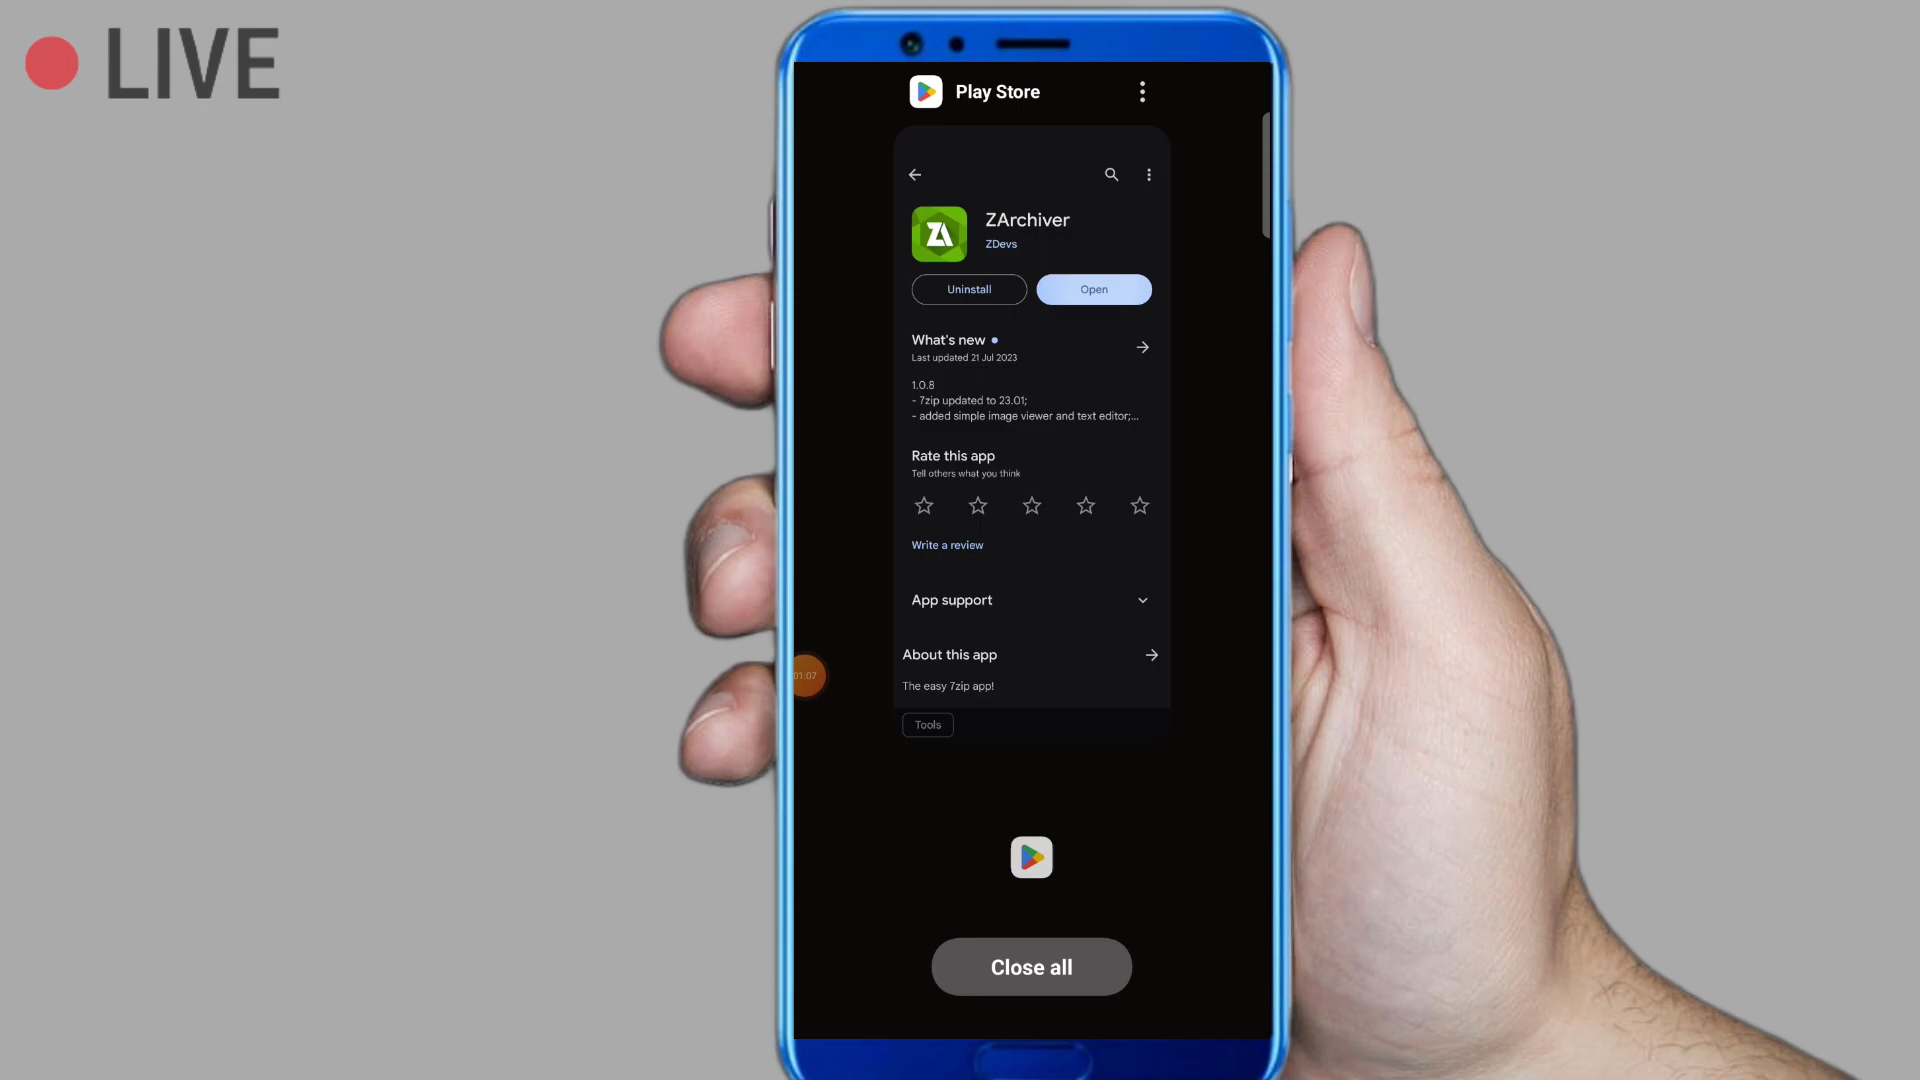 LIVE
Play Store
ZArchiver
ZDevs
Uninstall
Open
What's new
Last updated 21 Jul 2023
1.0.8
- 7zip updated to 23.01;
- added simple image viewer and text editor;...
Rate this app
Tell others what you think
Write a review
App support
About this app
The easy 7zip app!
01:07
Tools
Close all